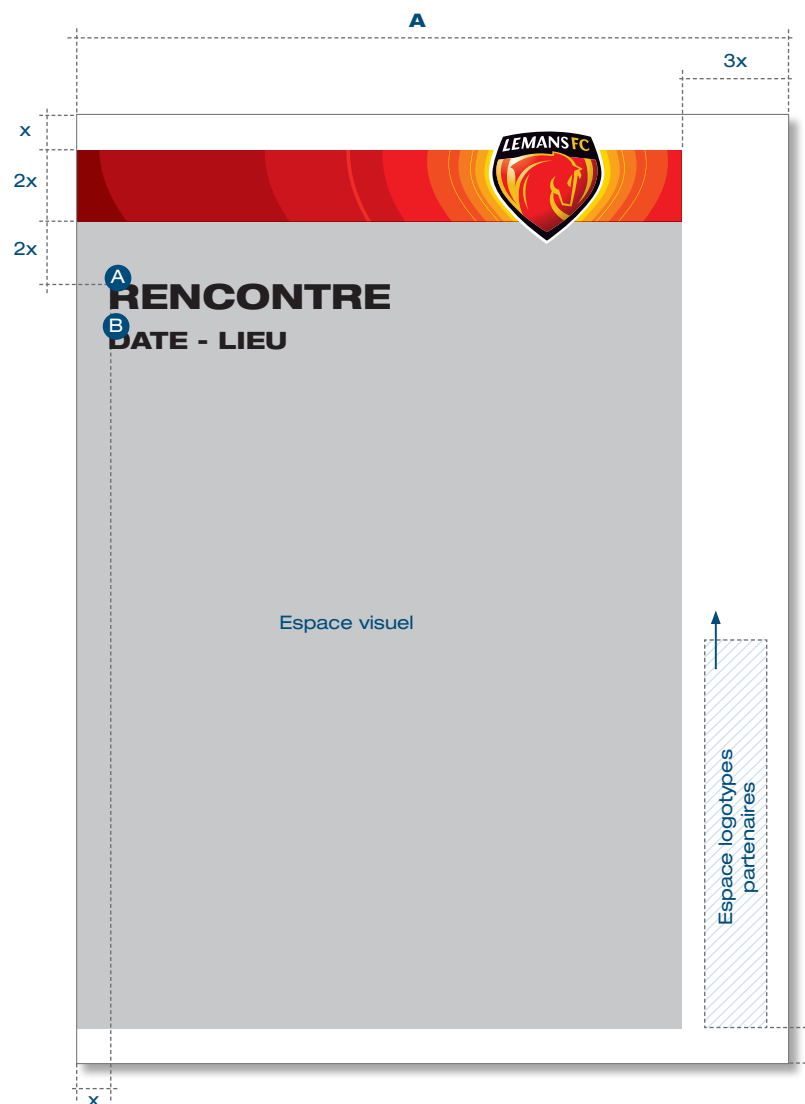 A
3x
x
2x
LEMANS FC
2x
A
RENCONTRE
B
DATE - LIEU
Espace visuel
Espace logotypes
partenaires
x